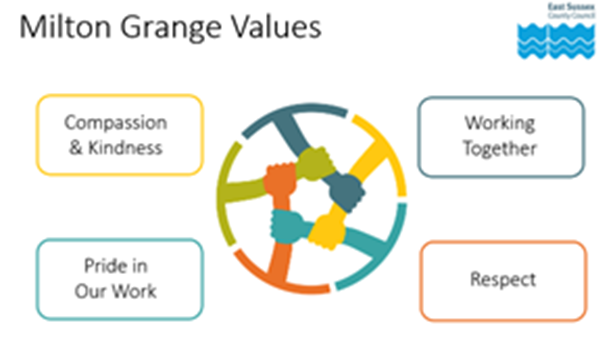 Milton Grange Values
East Sussex
County Council
Compassion
& Kindness
Working
Together
Pride in
Our Work
Respect